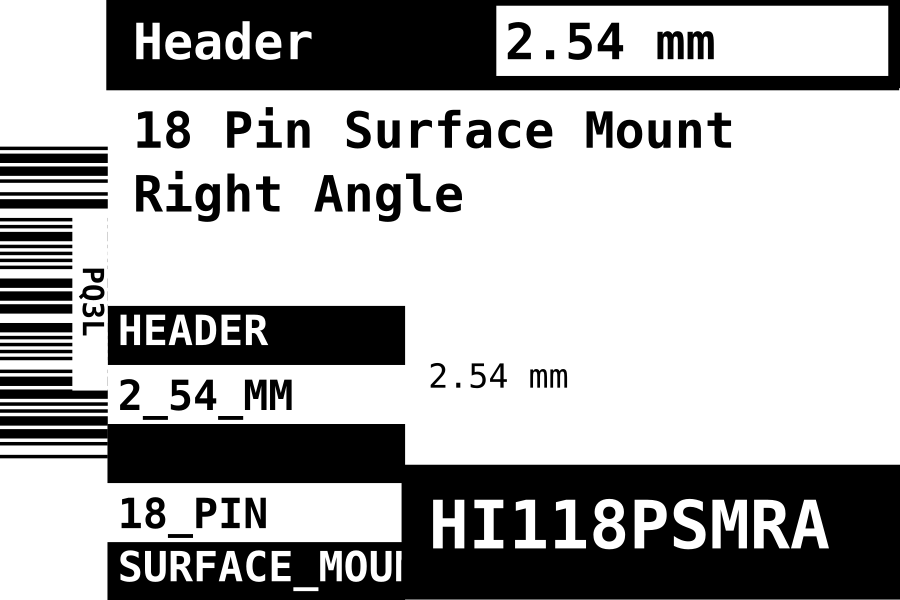 Header
2.54 mm
18 Pin Surface Mount
Right Angle
PQ3L
HEADER
2_54_MM
2.54 mm
18_PIN
HI118PSMRA
SURFACE_MOU